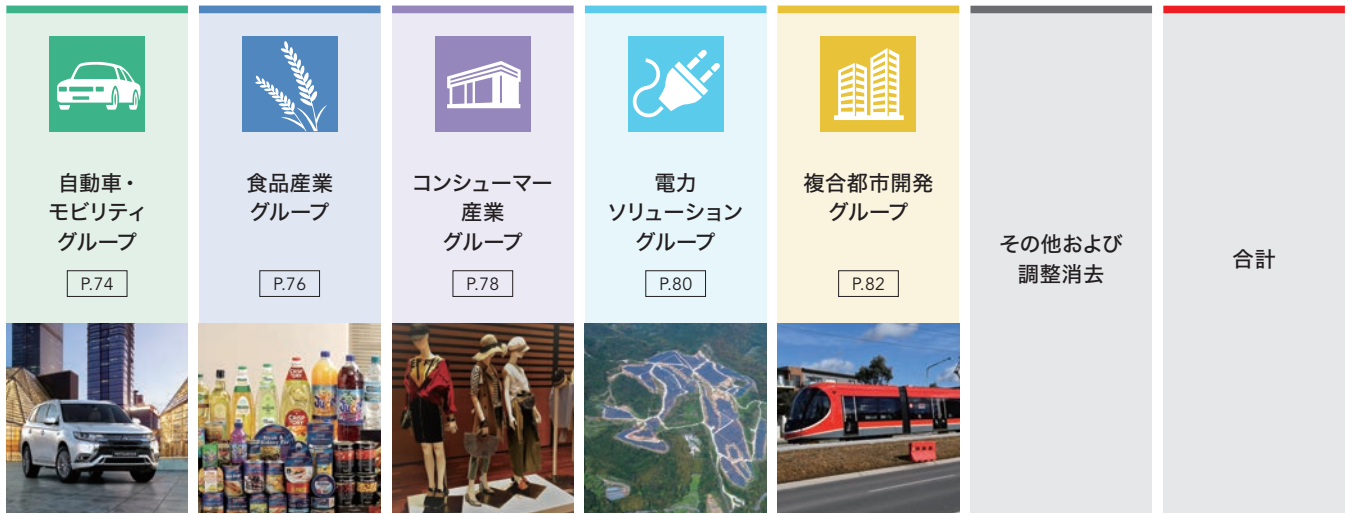 自動車・
モビリティ
グループ
P.74
食品産業
グループ
P.76
コンシューマー
産業
グループ
P.78
電力
ソリューション
グループ
P.80
複合都市開発
グループ
P.82
その他および
調整消去
合計
CRISP